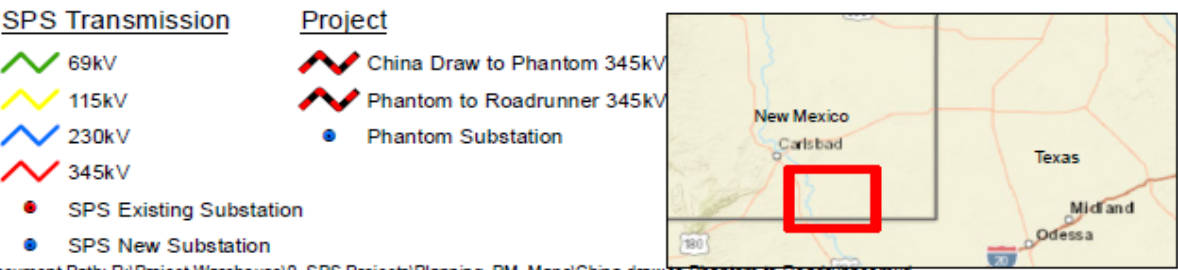 SPS Transmission
69kV
115kV
230kV
345kV
SPS Existing Substation
SPS New Substation
Project
China Draw to Phantom 345kV
Phantom to Roadrunner 345kV
Phantom Substation
New Mexico
Carlsbad
Texas
Midland
Odessa
180
20